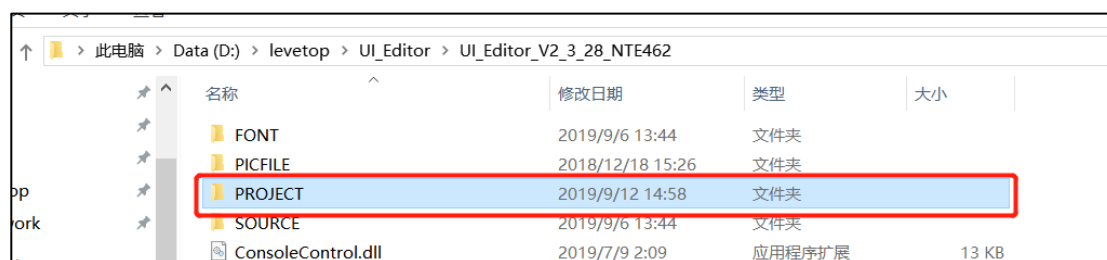 此电脑 > Data (D:) > levetop > UI_Editor > UI_Editor_V2_3_28_NTE462
名称 修改日期 类型 大小
FONT 2019/9/6 13:44 文件夹
PICFILE 2018/12/18 15:26 文件夹
op PROJECT 2019/9/12 14:58 文件夹
ork SOURCE 2019/9/6 13:44 文件夹
ConsoleControl.dll 2019/7/9 2:09 应用程序扩展 13 KB